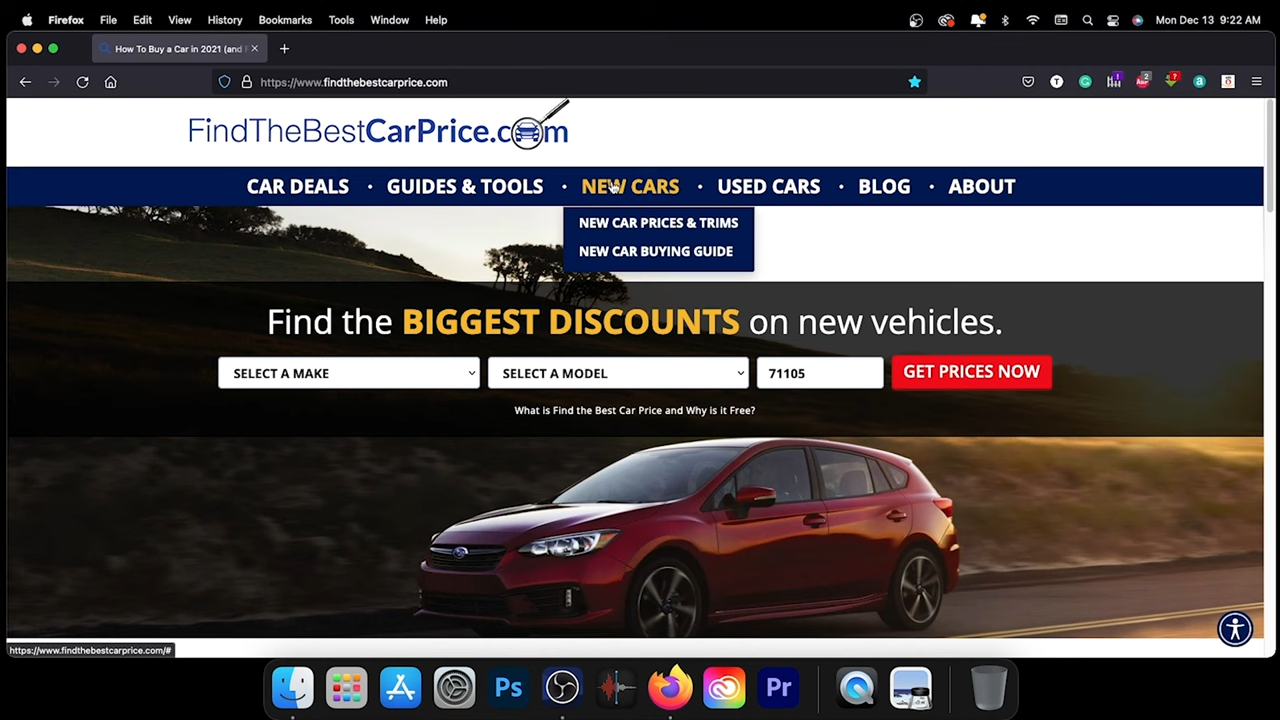 Firefox File Edit View History Bookmarks Tools Window Help Mon Dec 13 9:22 AM
How To Buy a Car in 2021 (and
https://www.findthebestcarprice.com
FindTheBestCarPrice.com
CAR DEALS • GUIDES & TOOLS • NEW CARS • USED CARS • BLOG • ABOUT
NEW CAR PRICES & TRIMS
NEW CAR BUYING GUIDE
Find the BIGGEST DISCOUNTS on new vehicles.
SELECT A MAKE SELECT A MODEL 71105 GET PRICES NOW
What is Find the Best Car Price and Why is it Free?
https://www.findthebestcarprice.com/#
Ps Pr